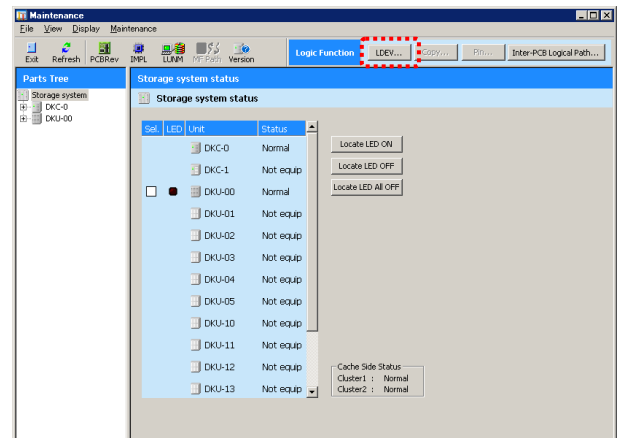 Maintenance
File View Display Maintenance
Exit Refresh PCBRev IMPL LUNM MF Path Version Logic Function LDEV... Copy... Pin... Inter-PCB Logical Path...
Parts Tree
Storage system
DKC-0
DKU-00
Storage system status
Storage system status
Sel. LED Unit Status
DKC-0 Normal
DKC-1 Not equip
DKU-00 Normal
DKU-01 Not equip
DKU-02 Not equip
DKU-03 Not equip
DKU-04 Not equip
DKU-05 Not equip
DKU-10 Not equip
DKU-11 Not equip
DKU-12 Not equip
DKU-13 Not equip
Locate LED ON
Locate LED OFF
Locate LED All OFF
Cache Side Status
Cluster1 : Normal
Cluster2 : Normal